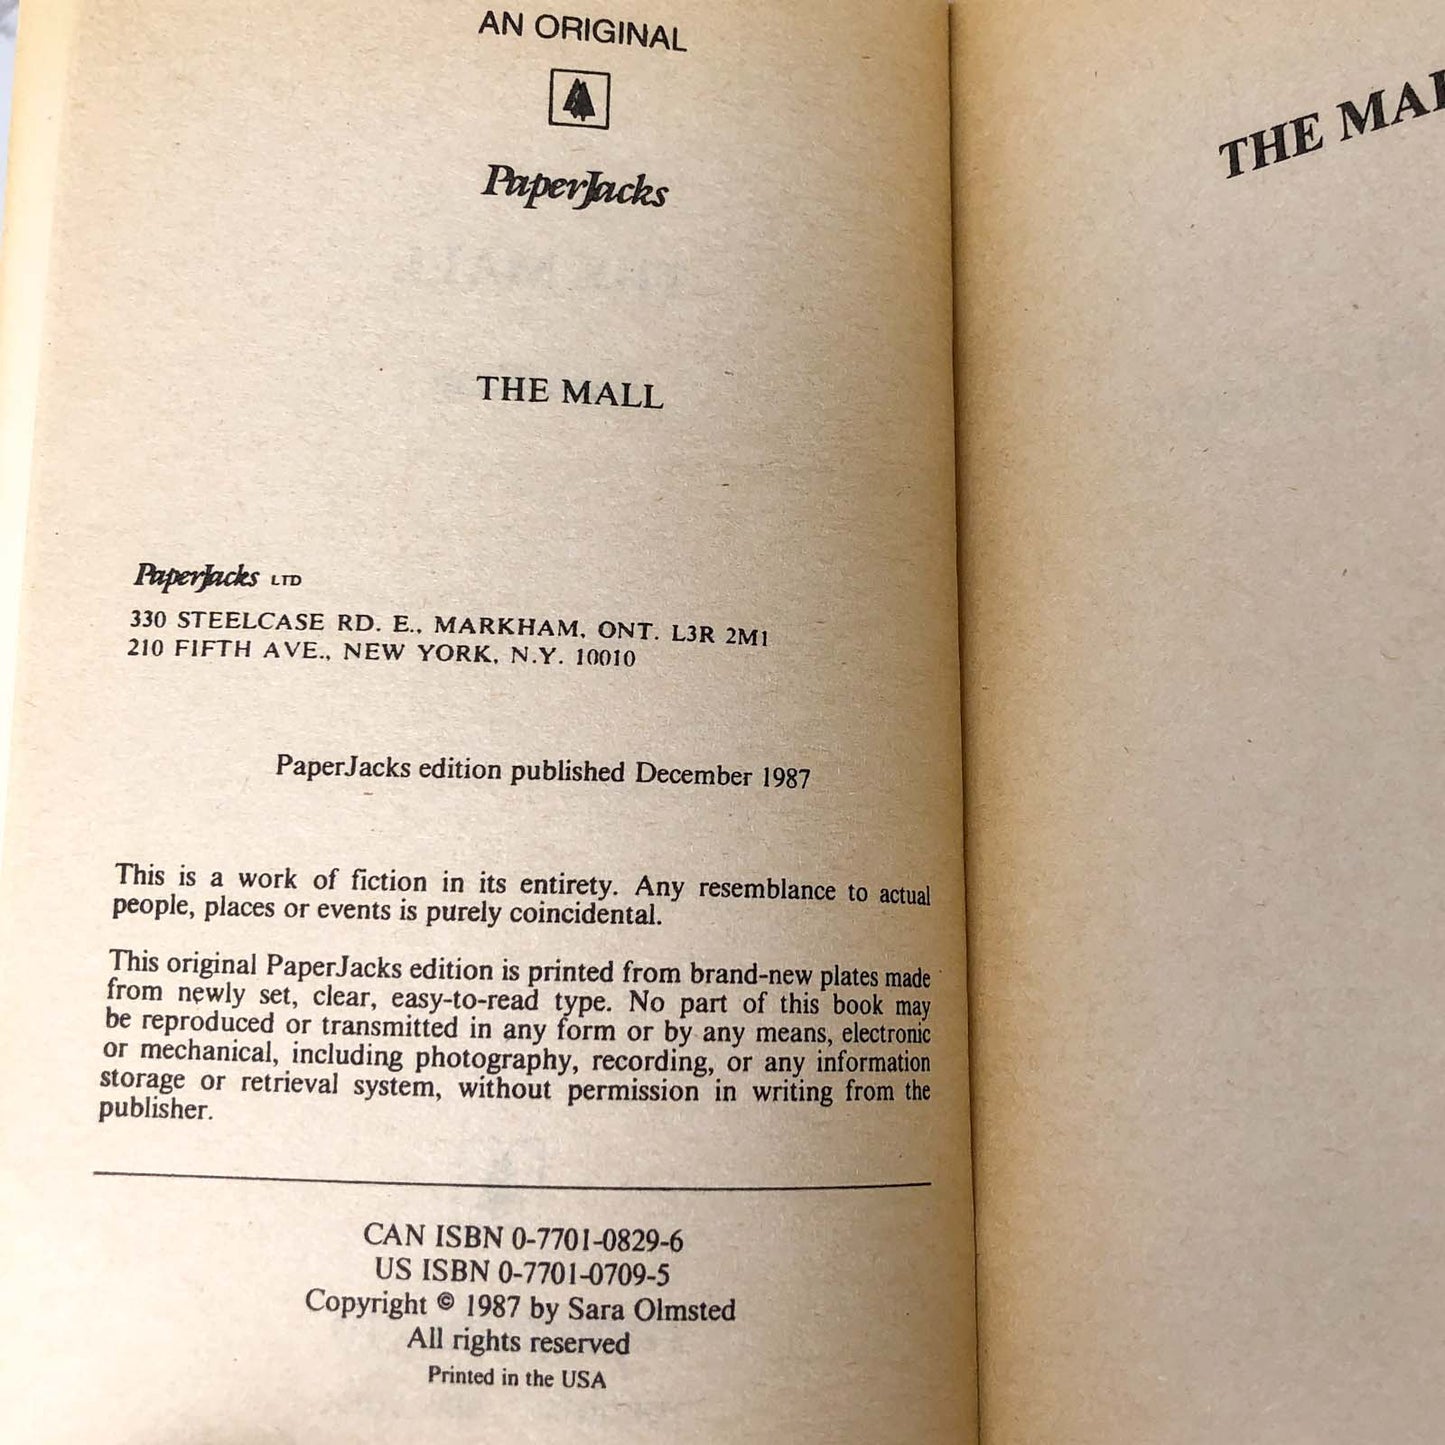 AN ORIGINAL
PaperJacks
THE MALL
PaperJacks LTD
330 STEELCASE RD. E., MARKHAM, ONT. L3R 2M1
210 FIFTH AVE., NEW YORK, N.Y. 10010
PaperJacks edition published December 1987
This is a work of fiction in its entirety. Any resemblance to actual
people, places or events is purely coincidental.
This original PaperJacks edition is printed from brand-new plates made
from newly set, clear, easy-to-read type. No part of this book may
be reproduced or transmitted in any form or by any means, electronic
or mechanical, including photography, recording, or any information
storage or retrieval system, without permission in writing from the
publisher.
CAN ISBN 0-7701-0829-6
US ISBN 0-7701-0709-5
Copyright © 1987 by Sara Olmsted
All rights reserved
Printed in the USA
THE MAL